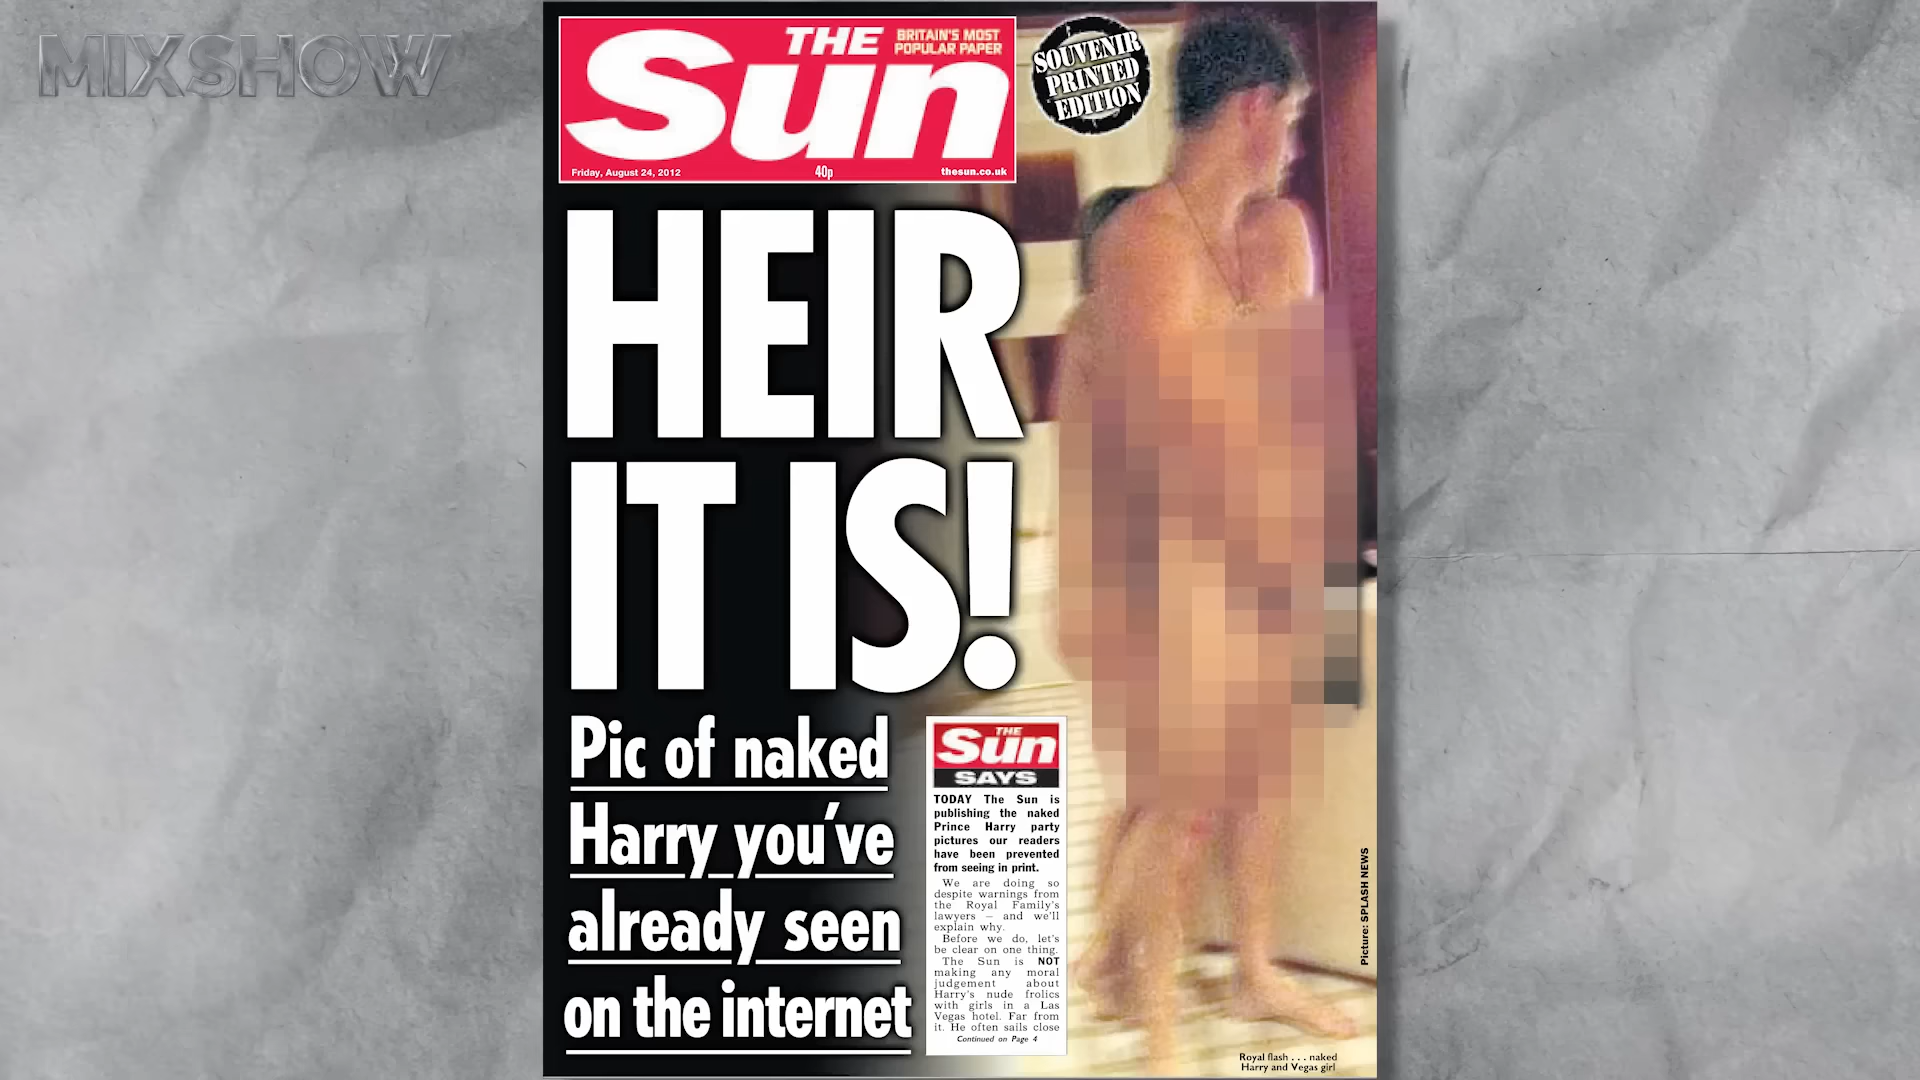 MIXSHOW
THE
BRITAIN'S MOST
POPULAR PAPER
Sun
Friday, August 24, 2012
40p
thesun.co.uk
SOUVENIR
PRINTED
EDITION
HEIR
IT IS!
Pic of naked
Harry you've
already seen
on the internet
THE
Sun
SAYS
TODAY The Sun is
publishing the naked
Prince Harry party
pictures our readers
have been prevented
from seeing in print.
We are doing so
despite warnings from
the Royal Family's
lawyers – and we'll
explain why.
Before we do, let's
be clear on one thing.
The Sun is NOT
making any moral
judgement about
Harry's nude frolics
with girls in a Las
Vegas hotel. Far from
it. He often sails close
Continued on Page 4
Picture: SPLASH NEWS
Royal flash . . . naked
Harry and Vegas girl